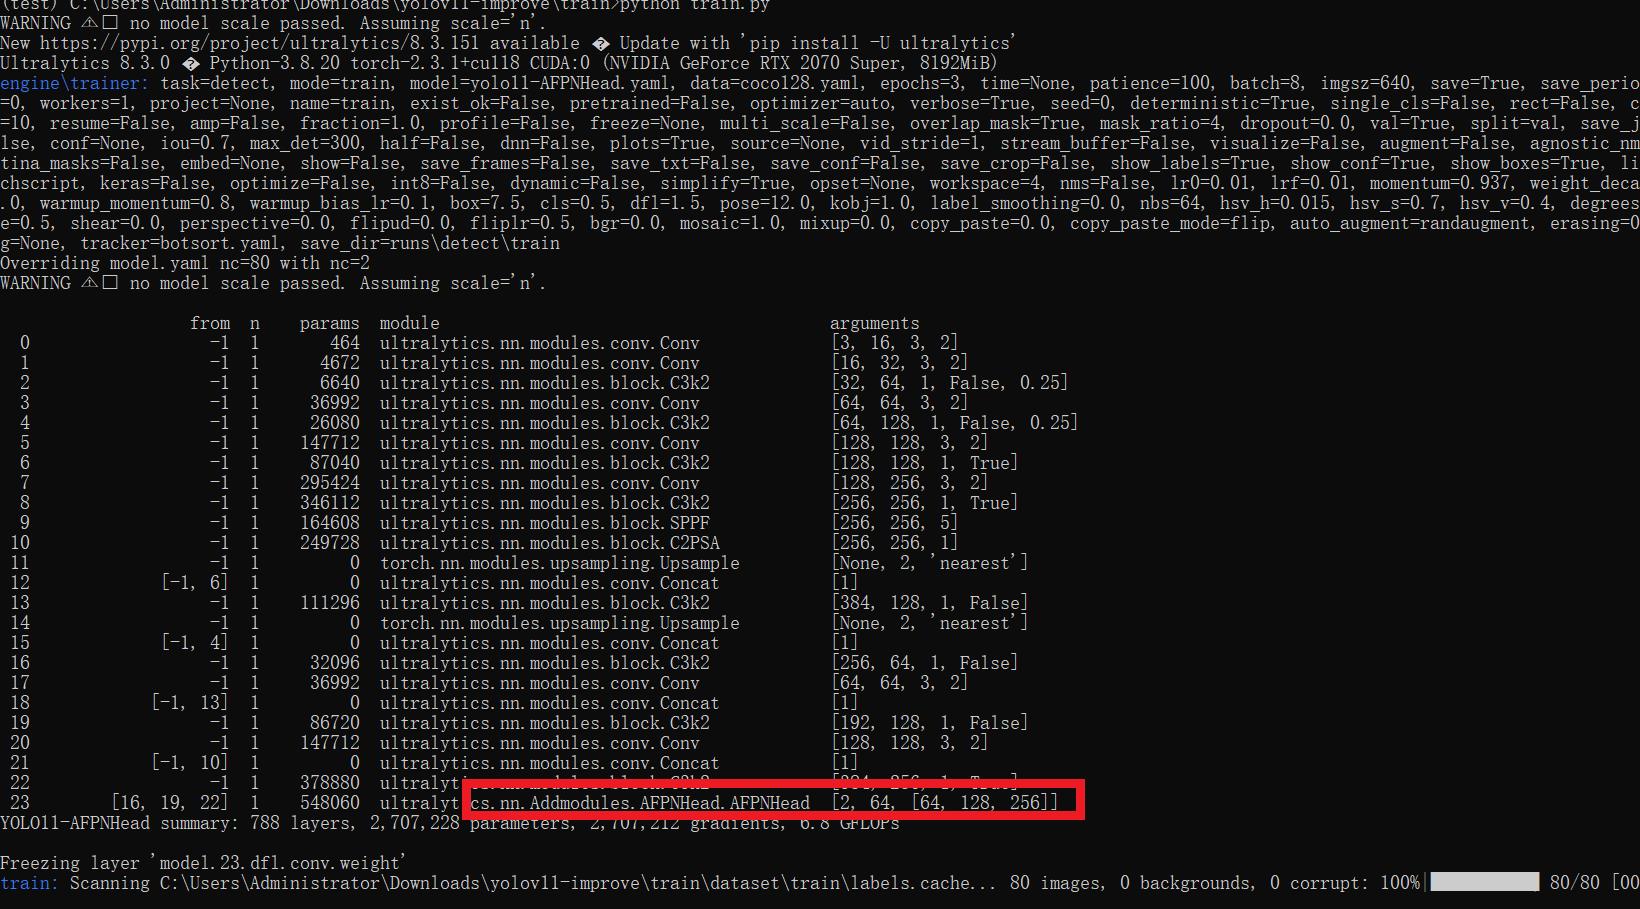 (test) C:\Users\Administrator\Downloads\yolov11-improve\train>python train.py
WARNING ⚠□ no model scale passed. Assuming scale='n'.
New https://pypi.org/project/ultralytics/8.3.151 available � Update with 'pip install -U ultralytics'
Ultralytics 8.3.0 � Python-3.8.20 torch-2.3.1+cu118 CUDA:0 (NVIDIA GeForce RTX 2070 Super, 8192MiB)
engine\trainer: task=detect, mode=train, model=yolo11-AFPNHead.yaml, data=coco128.yaml, epochs=3, time=None, patience=100, batch=8, imgsz=640, save=True, save_perio
=0, workers=1, project=None, name=train, exist_ok=False, pretrained=False, optimizer=auto, verbose=True, seed=0, deterministic=True, single_cls=False, rect=False, c
=10, resume=False, amp=False, fraction=1.0, profile=False, freeze=None, multi_scale=False, overlap_mask=True, mask_ratio=4, dropout=0.0, val=True, split=val, save_j
lse, conf=None, iou=0.7, max_det=300, half=False, dnn=False, plots=True, source=None, vid_stride=1, stream_buffer=False, visualize=False, augment=False, agnostic_nm
tina_masks=False, embed=None, show=False, save_frames=False, save_txt=False, save_conf=False, save_crop=False, show_labels=True, show_conf=True, show_boxes=True, li
chscript, keras=False, optimize=False, int8=False, dynamic=False, simplify=True, opset=None, workspace=4, nms=False, lr0=0.01, lrf=0.01, momentum=0.937, weight_deca
.0, warmup_momentum=0.8, warmup_bias_lr=0.1, box=7.5, cls=0.5, dfl=1.5, pose=12.0, kobj=1.0, label_smoothing=0.0, nbs=64, hsv_h=0.015, hsv_s=0.7, hsv_v=0.4, degrees
e=0.5, shear=0.0, perspective=0.0, flipud=0.0, fliplr=0.5, bgr=0.0, mosaic=1.0, mixup=0.0, copy_paste=0.0, copy_paste_mode=flip, auto_augment=randaugment, erasing=0
g=None, tracker=botsort.yaml, save_dir=runs\detect\train
Overriding model.yaml nc=80 with nc=2
WARNING ⚠□ no model scale passed. Assuming scale='n'.
from n params module arguments
0 -1 1 464 ultralytics.nn.modules.conv.Conv [3, 16, 3, 2]
1 -1 1 4672 ultralytics.nn.modules.conv.Conv [16, 32, 3, 2]
2 -1 1 6640 ultralytics.nn.modules.block.C3k2 [32, 64, 1, False, 0.25]
3 -1 1 36992 ultralytics.nn.modules.conv.Conv [64, 64, 3, 2]
4 -1 1 26080 ultralytics.nn.modules.block.C3k2 [64, 128, 1, False, 0.25]
5 -1 1 147712 ultralytics.nn.modules.conv.Conv [128, 128, 3, 2]
6 -1 1 87040 ultralytics.nn.modules.block.C3k2 [128, 128, 1, True]
7 -1 1 295424 ultralytics.nn.modules.conv.Conv [128, 256, 3, 2]
8 -1 1 346112 ultralytics.nn.modules.block.C3k2 [256, 256, 1, True]
9 -1 1 164608 ultralytics.nn.modules.block.SPPF [256, 256, 5]
10 -1 1 249728 ultralytics.nn.modules.block.C2PSA [256, 256, 1]
11 -1 1 0 torch.nn.modules.upsampling.Upsample [None, 2, 'nearest']
12 [-1, 6] 1 0 ultralytics.nn.modules.conv.Concat [1]
13 -1 1 111296 ultralytics.nn.modules.block.C3k2 [384, 128, 1, False]
14 -1 1 0 torch.nn.modules.upsampling.Upsample [None, 2, 'nearest']
15 [-1, 4] 1 0 ultralytics.nn.modules.conv.Concat [1]
16 -1 1 32096 ultralytics.nn.modules.block.C3k2 [256, 64, 1, False]
17 -1 1 36992 ultralytics.nn.modules.conv.Conv [64, 64, 3, 2]
18 [-1, 13] 1 0 ultralytics.nn.modules.conv.Concat [1]
19 -1 1 86720 ultralytics.nn.modules.block.C3k2 [192, 128, 1, False]
20 -1 1 147712 ultralytics.nn.modules.conv.Conv [128, 128, 3, 2]
21 [-1, 10] 1 0 ultralytics.nn.modules.conv.Concat [1]
22 -1 1 378880 ultralytics.nn.modules.block.C3k2 [384, 256, 1, True]
23 [16, 19, 22] 1 548060 ultralytics.nn.Addmodules.AFPNHead.AFPNHead [2, 64, [64, 128, 256]]
YOLO11-AFPNHead summary: 788 layers, 2,707,228 parameters, 2,707,212 gradients, 6.8 GFLOPs
Freezing layer 'model.23.dfl.conv.weight'
train: Scanning C:\Users\Administrator\Downloads\yolov11-improve\train\dataset\train\labels.cache... 80 images, 0 backgrounds, 0 corrupt: 100%| 80/80 [00